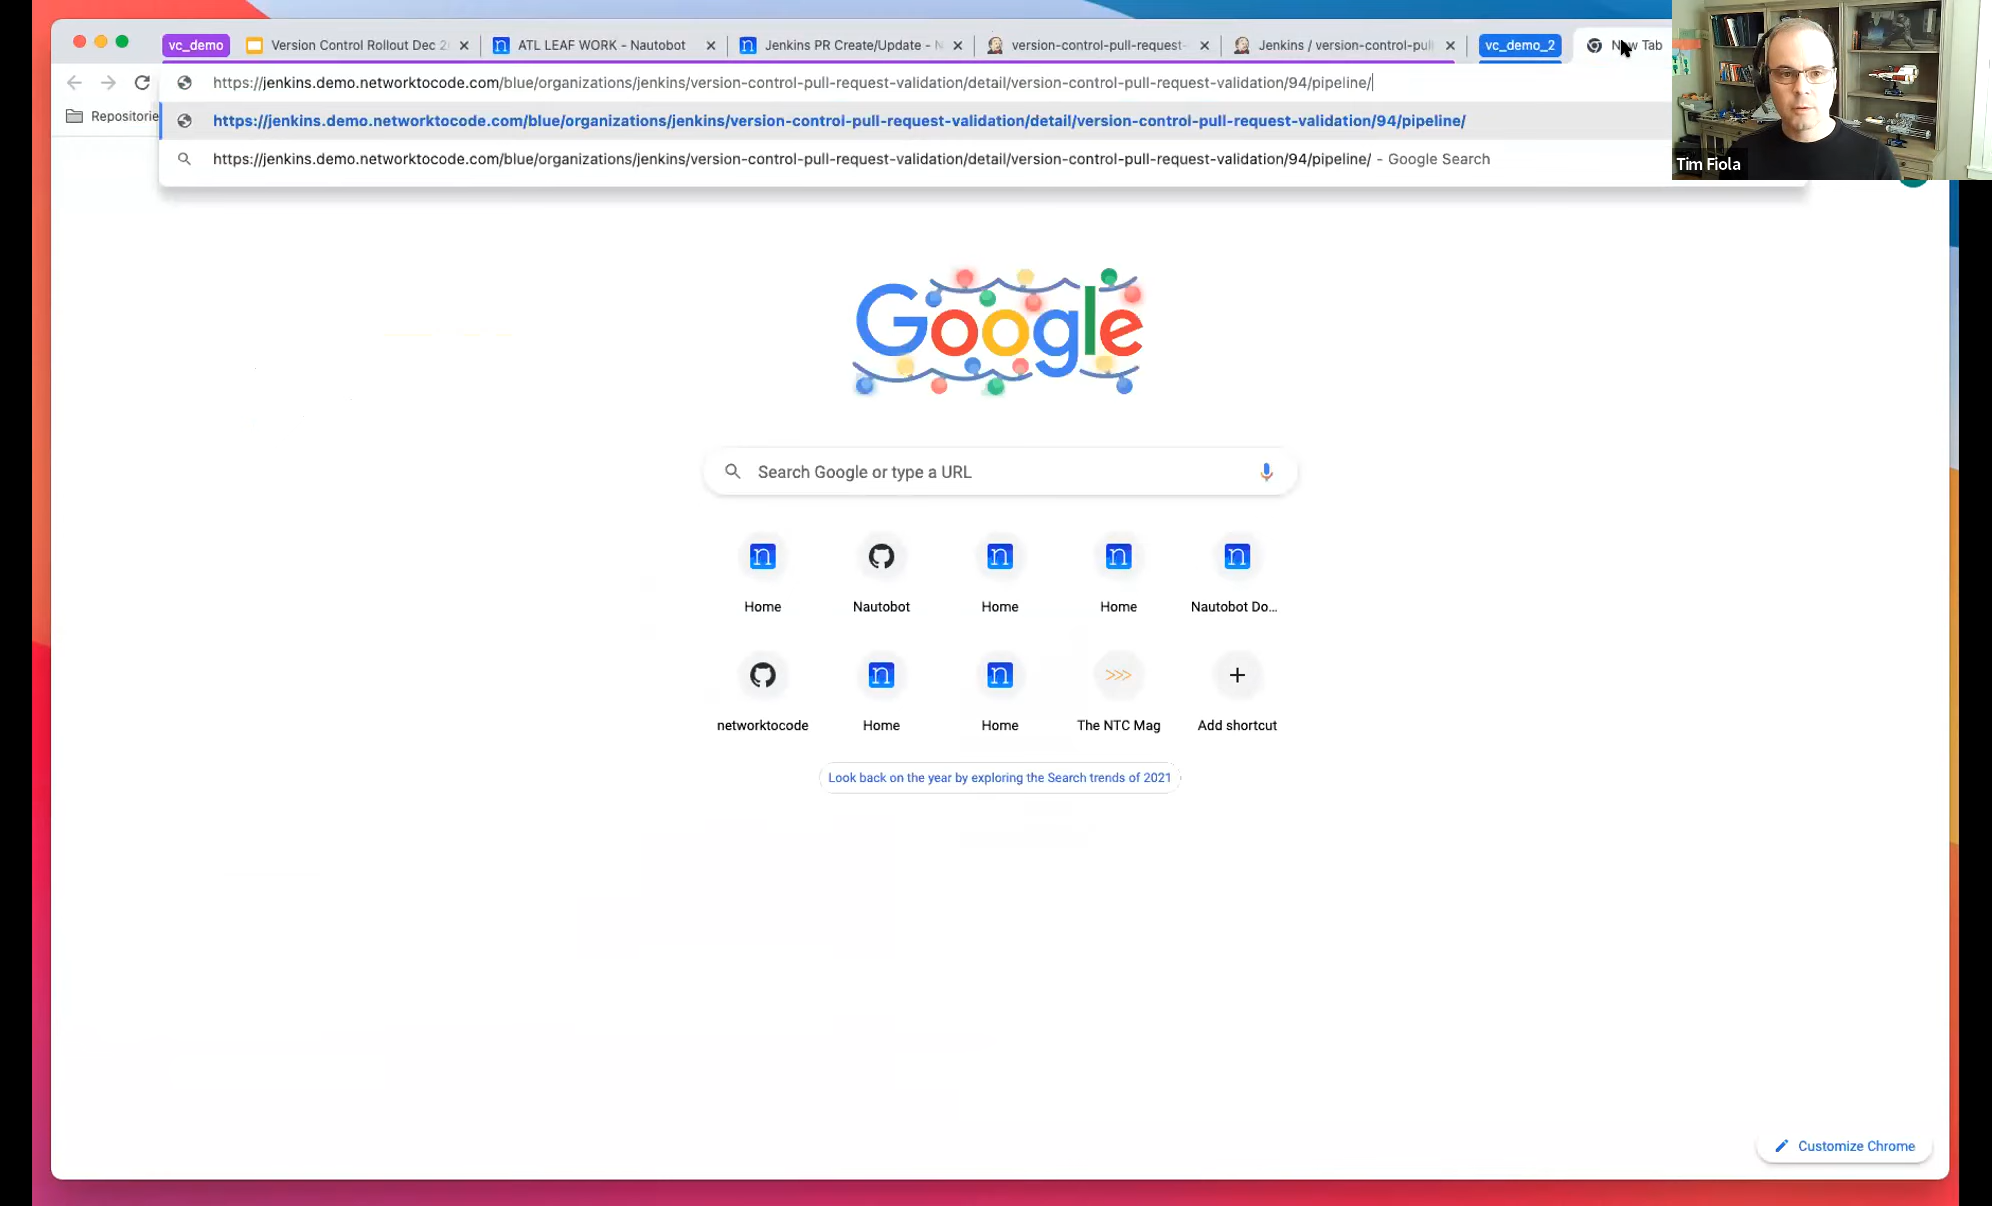 vc_demo
Version Control Rollout Dec 2
ATL LEAF WORK - Nautobot
Jenkins PR Create/Update - N
version-control-pull-request-
Jenkins / version-control-pul
vc_demo_2
New Tab
https://jenkins.demo.networktocode.com/blue/organizations/jenkins/version-control-pull-request-validation/detail/version-control-pull-request-validation/94/pipeline/
Repositorie
https://jenkins.demo.networktocode.com/blue/organizations/jenkins/version-control-pull-request-validation/detail/version-control-pull-request-validation/94/pipeline/
https://jenkins.demo.networktocode.com/blue/organizations/jenkins/version-control-pull-request-validation/detail/version-control-pull-request-validation/94/pipeline/ - Google Search
Tim Fiola
Google
Search Google or type a URL
Home
Nautobot
Home
Home
Nautobot Do...
networktocode
Home
Home
The NTC Mag
Add shortcut
Look back on the year by exploring the Search trends of 2021
Customize Chrome